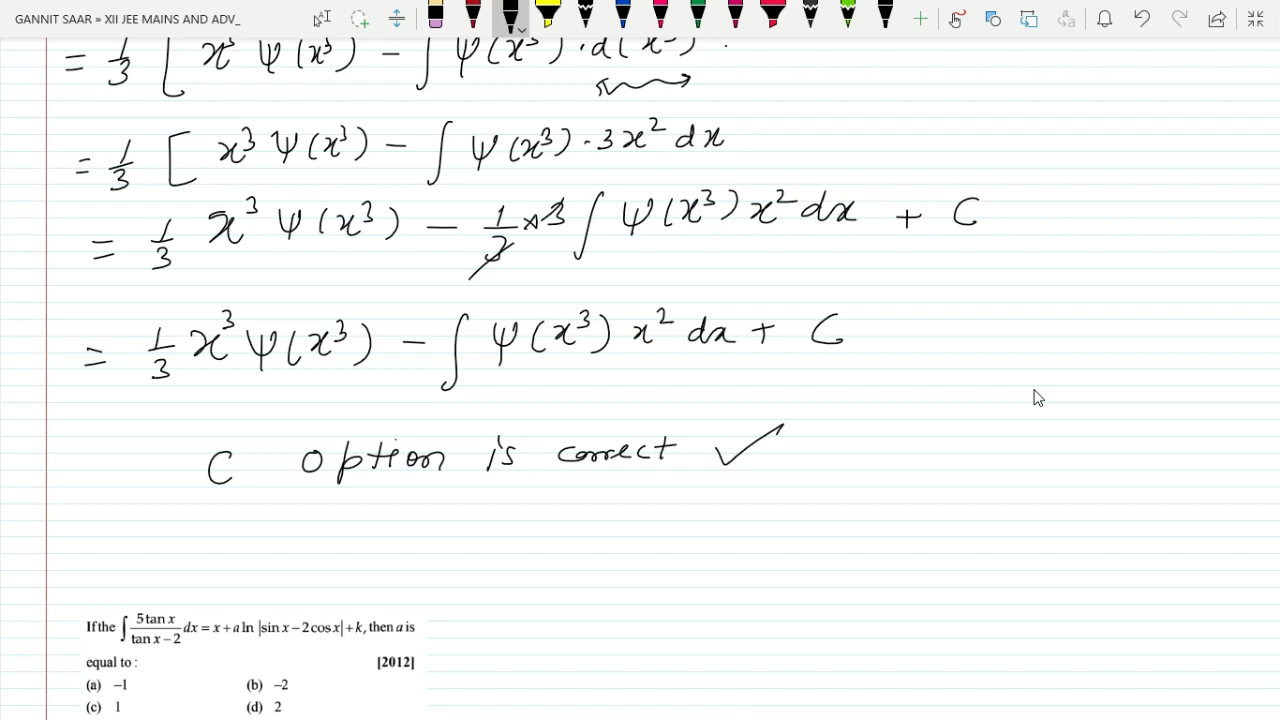 GANNIT SAAR » XII JEE MAINS AND ADV_
= 1/3 [ x³ ψ(x³) − ∫ ψ(x³) · d(x³) ·
= 1/3 [ x³ ψ(x³) − ∫ ψ(x³) · 3x² dx
= 1/3 x³ ψ(x³) − 1/3 × 3 ∫ ψ(x³) x² dx + C
= 1/3 x³ ψ(x³) − ∫ ψ(x³) x² dx + C
C option is correct ✓
If the ∫ 5 tan x / tan x − 2 dx = x + a ln |sin x − 2 cos x| + k, then a is
equal to : [2012]
(a) −1 (b) −2
(c) 1 (d) 2